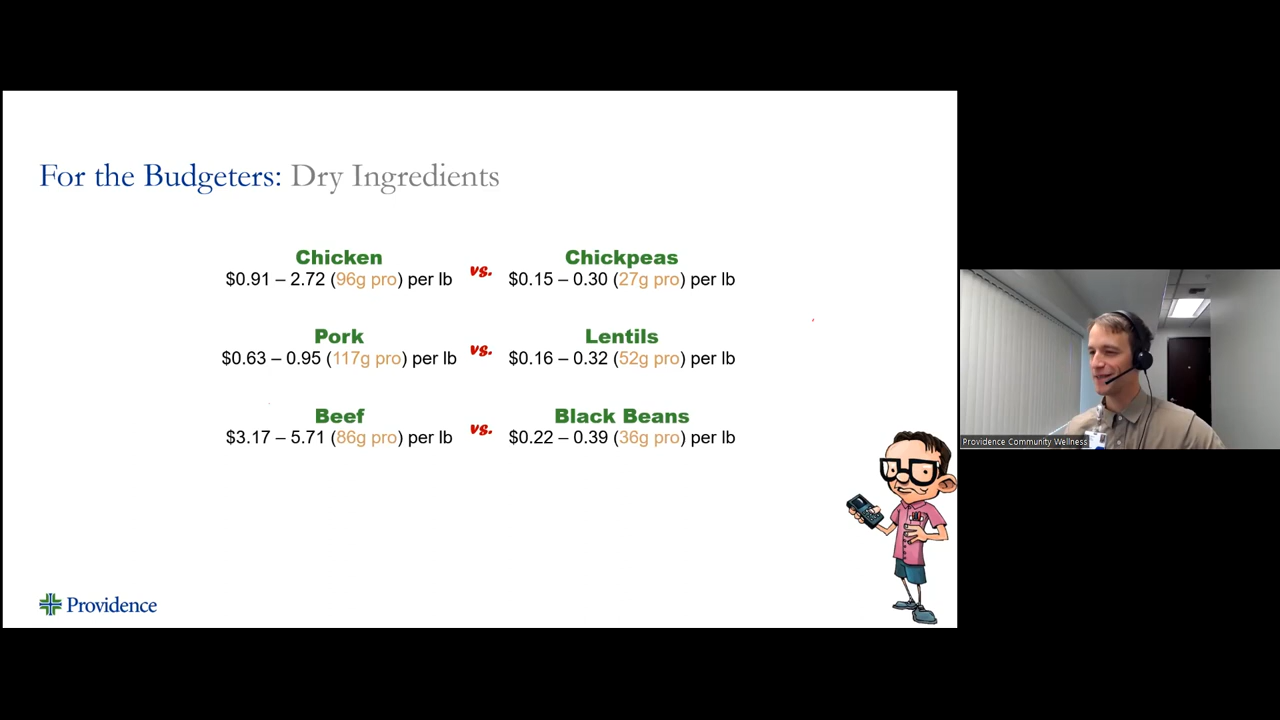 For the Budgeters: Dry Ingredients
Chicken
$0.91 – 2.72 (96g pro) per lb
vs.
Chickpeas
$0.15 – 0.30 (27g pro) per lb
Pork
$0.63 – 0.95 (117g pro) per lb
vs.
Lentils
$0.16 – 0.32 (52g pro) per lb
Beef
$3.17 – 5.71 (86g pro) per lb
vs.
Black Beans
$0.22 – 0.39 (36g pro) per lb
Providence Community Wellness
Providence